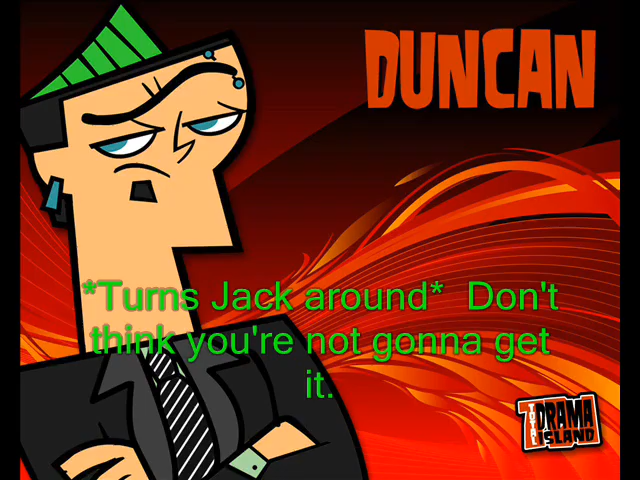 DUNCAN
*Turns Jack around*  Don't
think you're not gonna get
it.
TOTAL
DRAMA
ISLAND